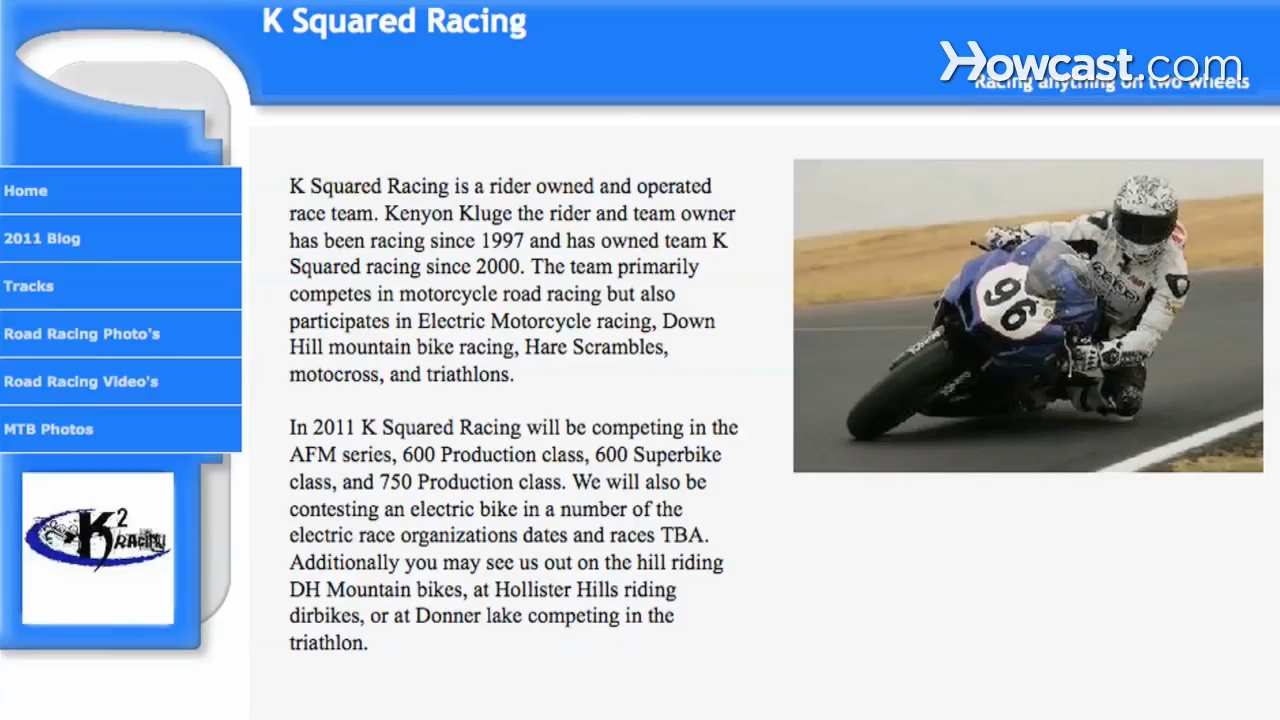 K Squared Racing
Howcast.com
Racing anything on two wheels
Home
2011 Blog
Tracks
Road Racing Photo's
Road Racing Video's
MTB Photos
K2 RACING
K Squared Racing is a rider owned and operated
race team. Kenyon Kluge the rider and team owner
has been racing since 1997 and has owned team K
Squared racing since 2000. The team primarily
competes in motorcycle road racing but also
participates in Electric Motorcycle racing, Down
Hill mountain bike racing, Hare Scrambles,
motocross, and triathlons.
In 2011 K Squared Racing will be competing in the
AFM series, 600 Production class, 600 Superbike
class, and 750 Production class. We will also be
contesting an electric bike in a number of the
electric race organizations dates and races TBA.
Additionally you may see us out on the hill riding
DH Mountain bikes, at Hollister Hills riding
dirbikes, or at Donner lake competing in the
triathlon.
96